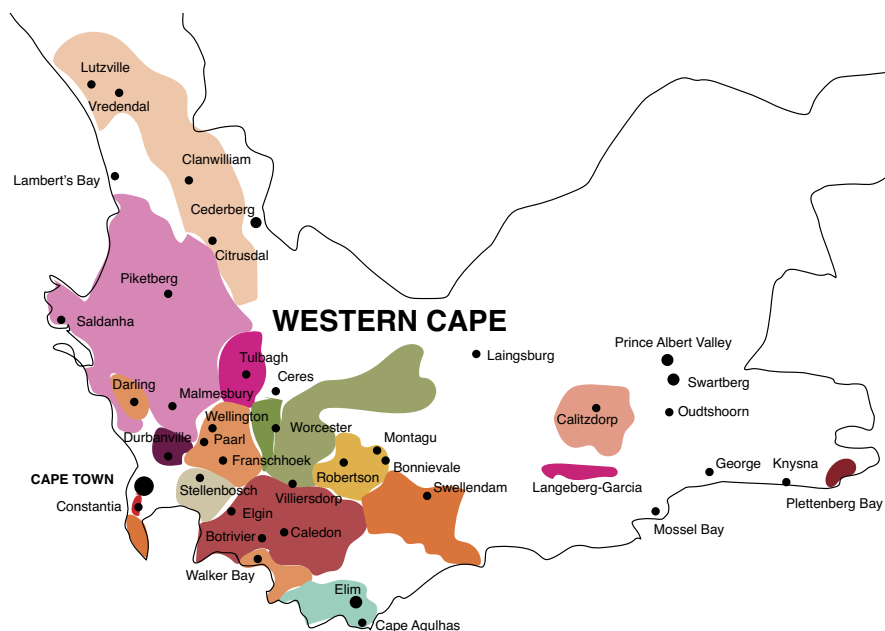 Lutzville
Vredendal
Clanwilliam
Lambert's Bay
Cederberg
Citrusdal
Piketberg
Saldanha
WESTERN CAPE
Prince Albert Valley
Laingsburg
Tulbagh
Ceres
Swartberg
Darling
Malmesbury
Calitzdorp
Oudtshoorn
Wellington
Worcester
Durbanville
Paarl
Montagu
Franschhoek
Bonnievale
George
Knysna
CAPE TOWN
Robertson
Langeberg-Garcia
Stellenbosch
Villiersdorp
Swellendam
Plettenberg Bay
Constantia
Elgin
Mossel Bay
Botrivier
Caledon
Walker Bay
Elim
Cape Agulhas